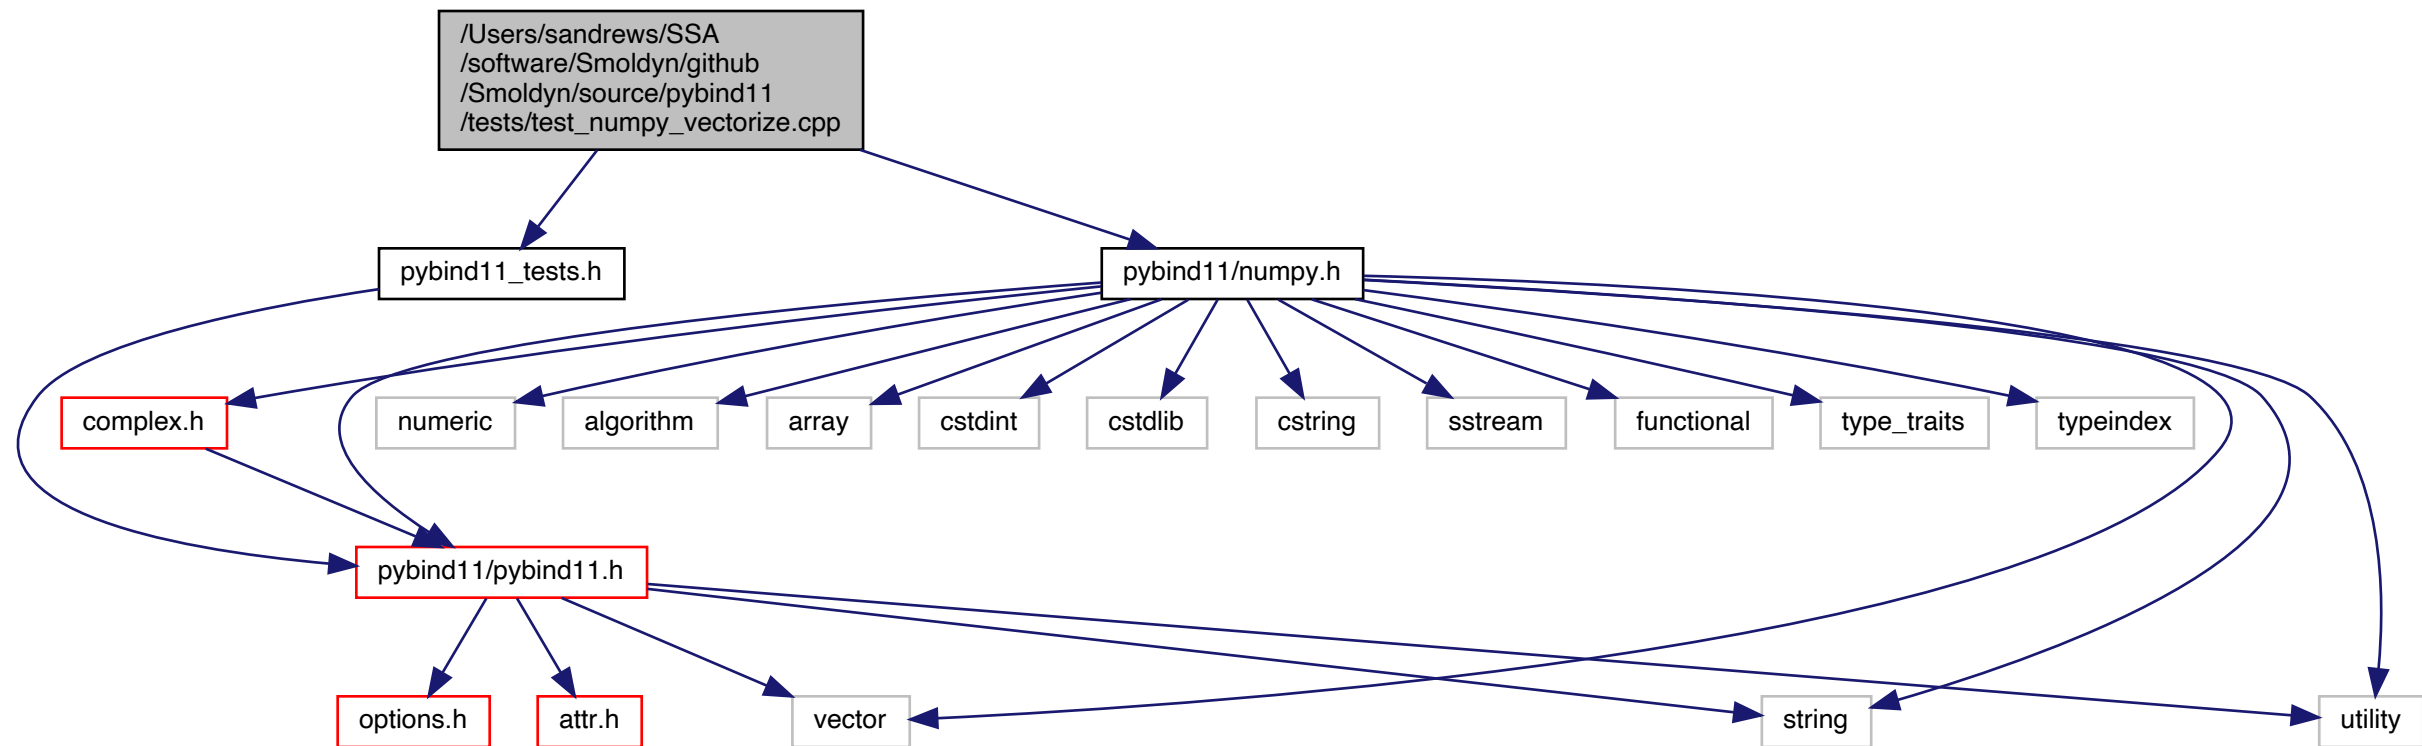 /Users/sandrews/SSA
/software/Smoldyn/github
/Smoldyn/source/pybind11
/tests/test_numpy_vectorize.cpp
pybind11_tests.h
pybind11/numpy.h
complex.h
numeric
algorithm
array
cstdint
cstdlib
cstring
sstream
functional
type_traits
typeindex
pybind11/pybind11.h
options.h
attr.h
vector
string
utility